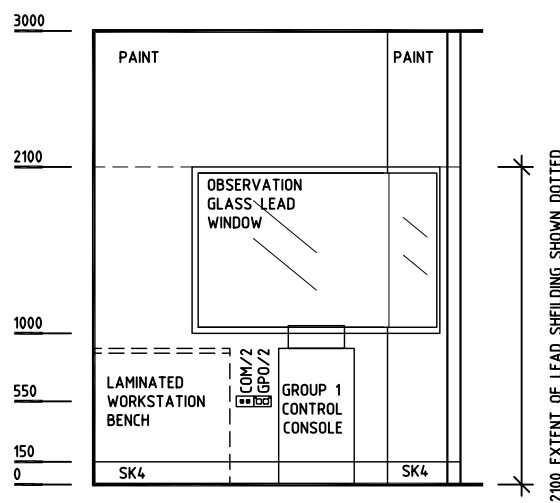 3000
PAINT
PAINT
2100
OBSERVATION
GLASS LEAD
WINDOW
1000
COM/2
GPO/2
550
LAMINATED
WORKSTATION
BENCH
GROUP 1
CONTROL
CONSOLE
150
SK4
SK4
0
2100 EXTENT OF LEAD SHEILDING SHOWN DOTTED